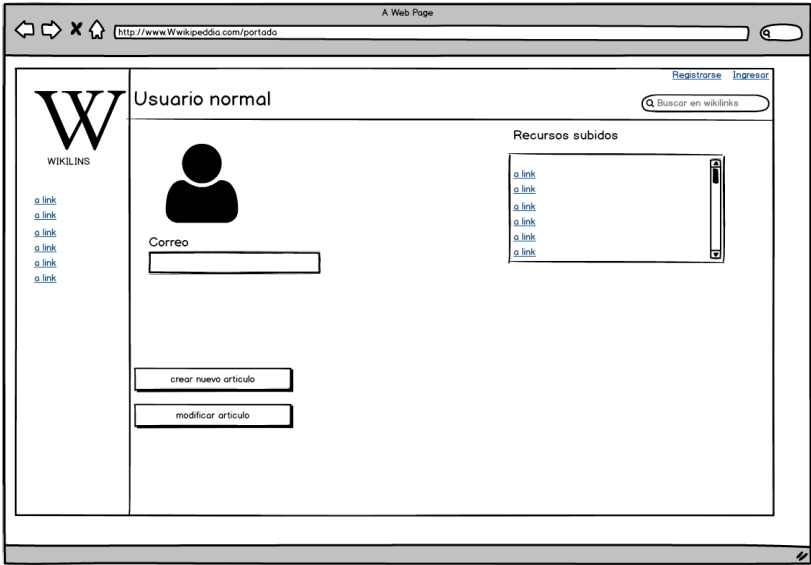 A Web Page
http://www.Wwikipeddia.com/portada
Registrarse Ingresar
W
Usuario normal
Buscar en wikilinks
WIKILINS
a link
a link
a link
a link
a link
a link
Correo
crear nuevo articulo
modificar articulo
Recursos subidos
a link
a link
a link
a link
a link
a link